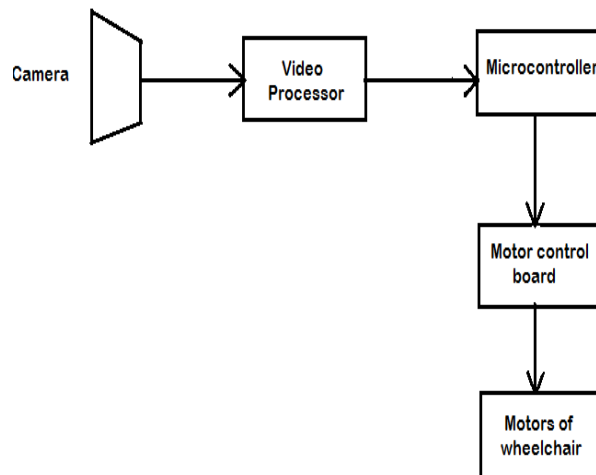 Camera
Video
Processor
Microcontroller
Motor control
board
Motors of
wheelchair